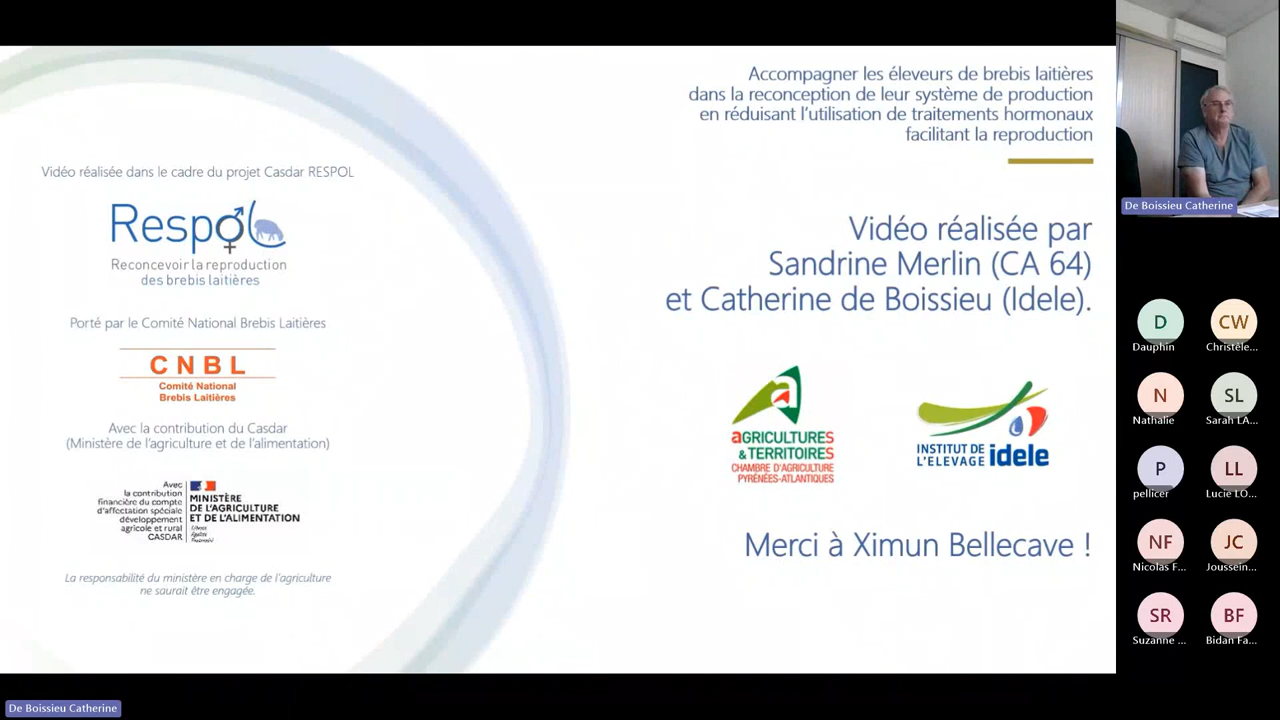 Vidéo réalisée dans le cadre du projet Casdar RESPOL
Respol
Reconcevoir la reproduction
des brebis laitières
Porté par le Comité National Brebis Laitières
CNBL
Comité National
Brebis Laitières
Avec la contribution du Casdar
(Ministère de l'agriculture et de l'alimentation)
Avec
la contribution
financière du compte
d'affectation spéciale
développement
agricole et rural
CASDAR
MINISTÈRE
DE L'AGRICULTURE
ET DE L'ALIMENTATION
Liberté
Égalité
Fraternité
La responsabilité du ministère en charge de l'agriculture
ne saurait être engagée.
Accompagner les éleveurs de brebis laitières
dans la reconception de leur système de production
en réduisant l'utilisation de traitements hormonaux
facilitant la reproduction
Vidéo réalisée par
Sandrine Merlin (CA 64)
et Catherine de Boissieu (Idele).
AGRICULTURES
& TERRITOIRES
CHAMBRE D'AGRICULTURE
PYRÉNÉES-ATLANTIQUES
INSTITUT DE
L'ELEVAGE idele
Merci à Ximun Bellecave !
De Boissieu Catherine
D
Dauphin
CW
Christèle...
N
Nathalie
SL
Sarah LA...
P
pellicer
LL
Lucie LO...
NF
Nicolas F...
JC
Joussein...
SR
Suzanne ...
BF
Bidan Fa...
De Boissieu Catherine